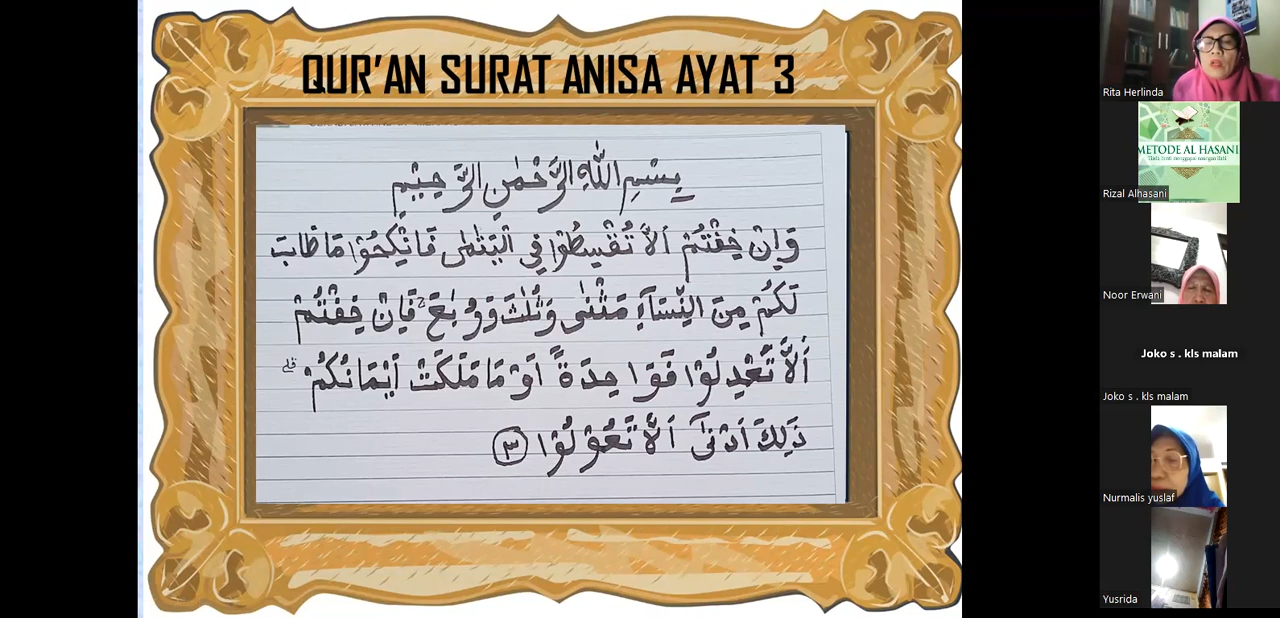 QUR'AN SURAT ANISA AYAT 3
بِسْمِ اللّٰهِ الرَّحْمٰنِ الرَّحِيْمِ
وَاِنْ خِفْتُمْ اَلَّا تُقْسِطُوْا فِى الْيَتٰمٰى فَانْكِحُوْا مَا طَابَ
لَكُمْ مِنَ النِّسَآءِ مَثْنٰى وَثُلٰثَ وَرُبٰعَ ۚ فَاِنْ خِفْتُمْ
اَلَّا تَعْدِلُوْا فَوَا حِدَةً اَوْ مَا مَلَكَتْ اَيْمَانُكُمْ ۗ
ذٰلِكَ اَدْنٰىٓ اَلَّا تَعُوْلُوْا ٣
Rita Herlinda
METODE AL HASANI
Rizal Alhasani
Noor Erwani
Joko s . kls malam
Joko s . kls malam
Nurmalis yuslaf
Yusrida